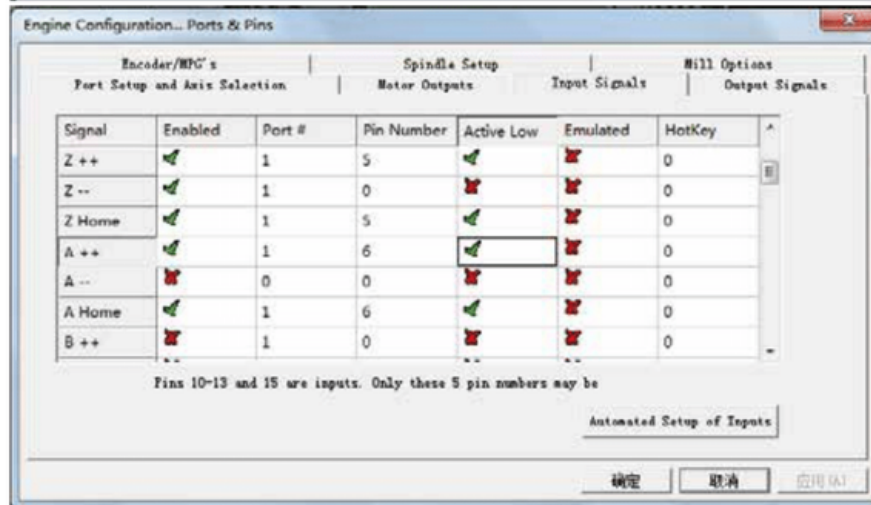 Engine Configuration... Ports & Pins
Encoder/MPG's Spindle Setup Mill Options
Port Setup and Axis Selection Motor Outputs Input Signals Output Signals
Signal Enabled Port # Pin Number Active Low Emulated HotKey
Z ++ 1 5 0
Z -- 1 0 0
Z Home 1 5 0
A ++ 1 6 0
A -- 0 0 0
A Home 1 6 0
B ++ 1 0 0
Pins 10-13 and 15 are inputs. Only these 5 pin numbers may be
Automated Setup of Inputs
确定 取消 应用(A)